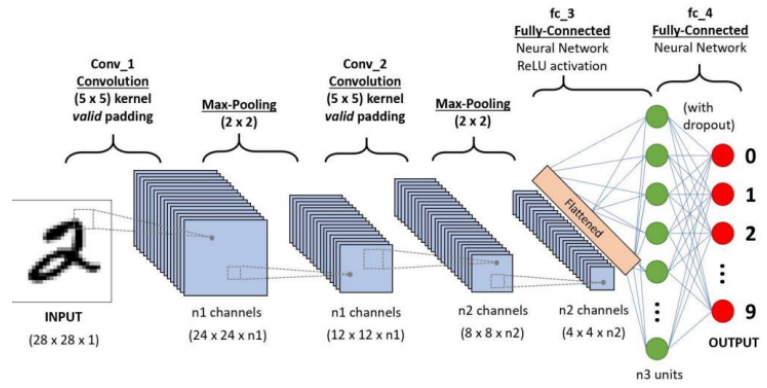 fc_3
Fully-Connected
Neural Network
ReLU activation
fc_4
Fully-Connected
Neural Network
Conv_1
Convolution
(5 x 5) kernel
valid padding
Max-Pooling
(2 x 2)
Conv_2
Convolution
(5 x 5) kernel
valid padding
Max-Pooling
(2 x 2)
(with
dropout)
Flattened
0
1
2
9
2
INPUT
(28 x 28 x 1)
n1 channels
(24 x 24 x n1)
n1 channels
(12 x 12 x n1)
n2 channels
(8 x 8 x n2)
n2 channels
(4 x 4 x n2)
n3 units
OUTPUT